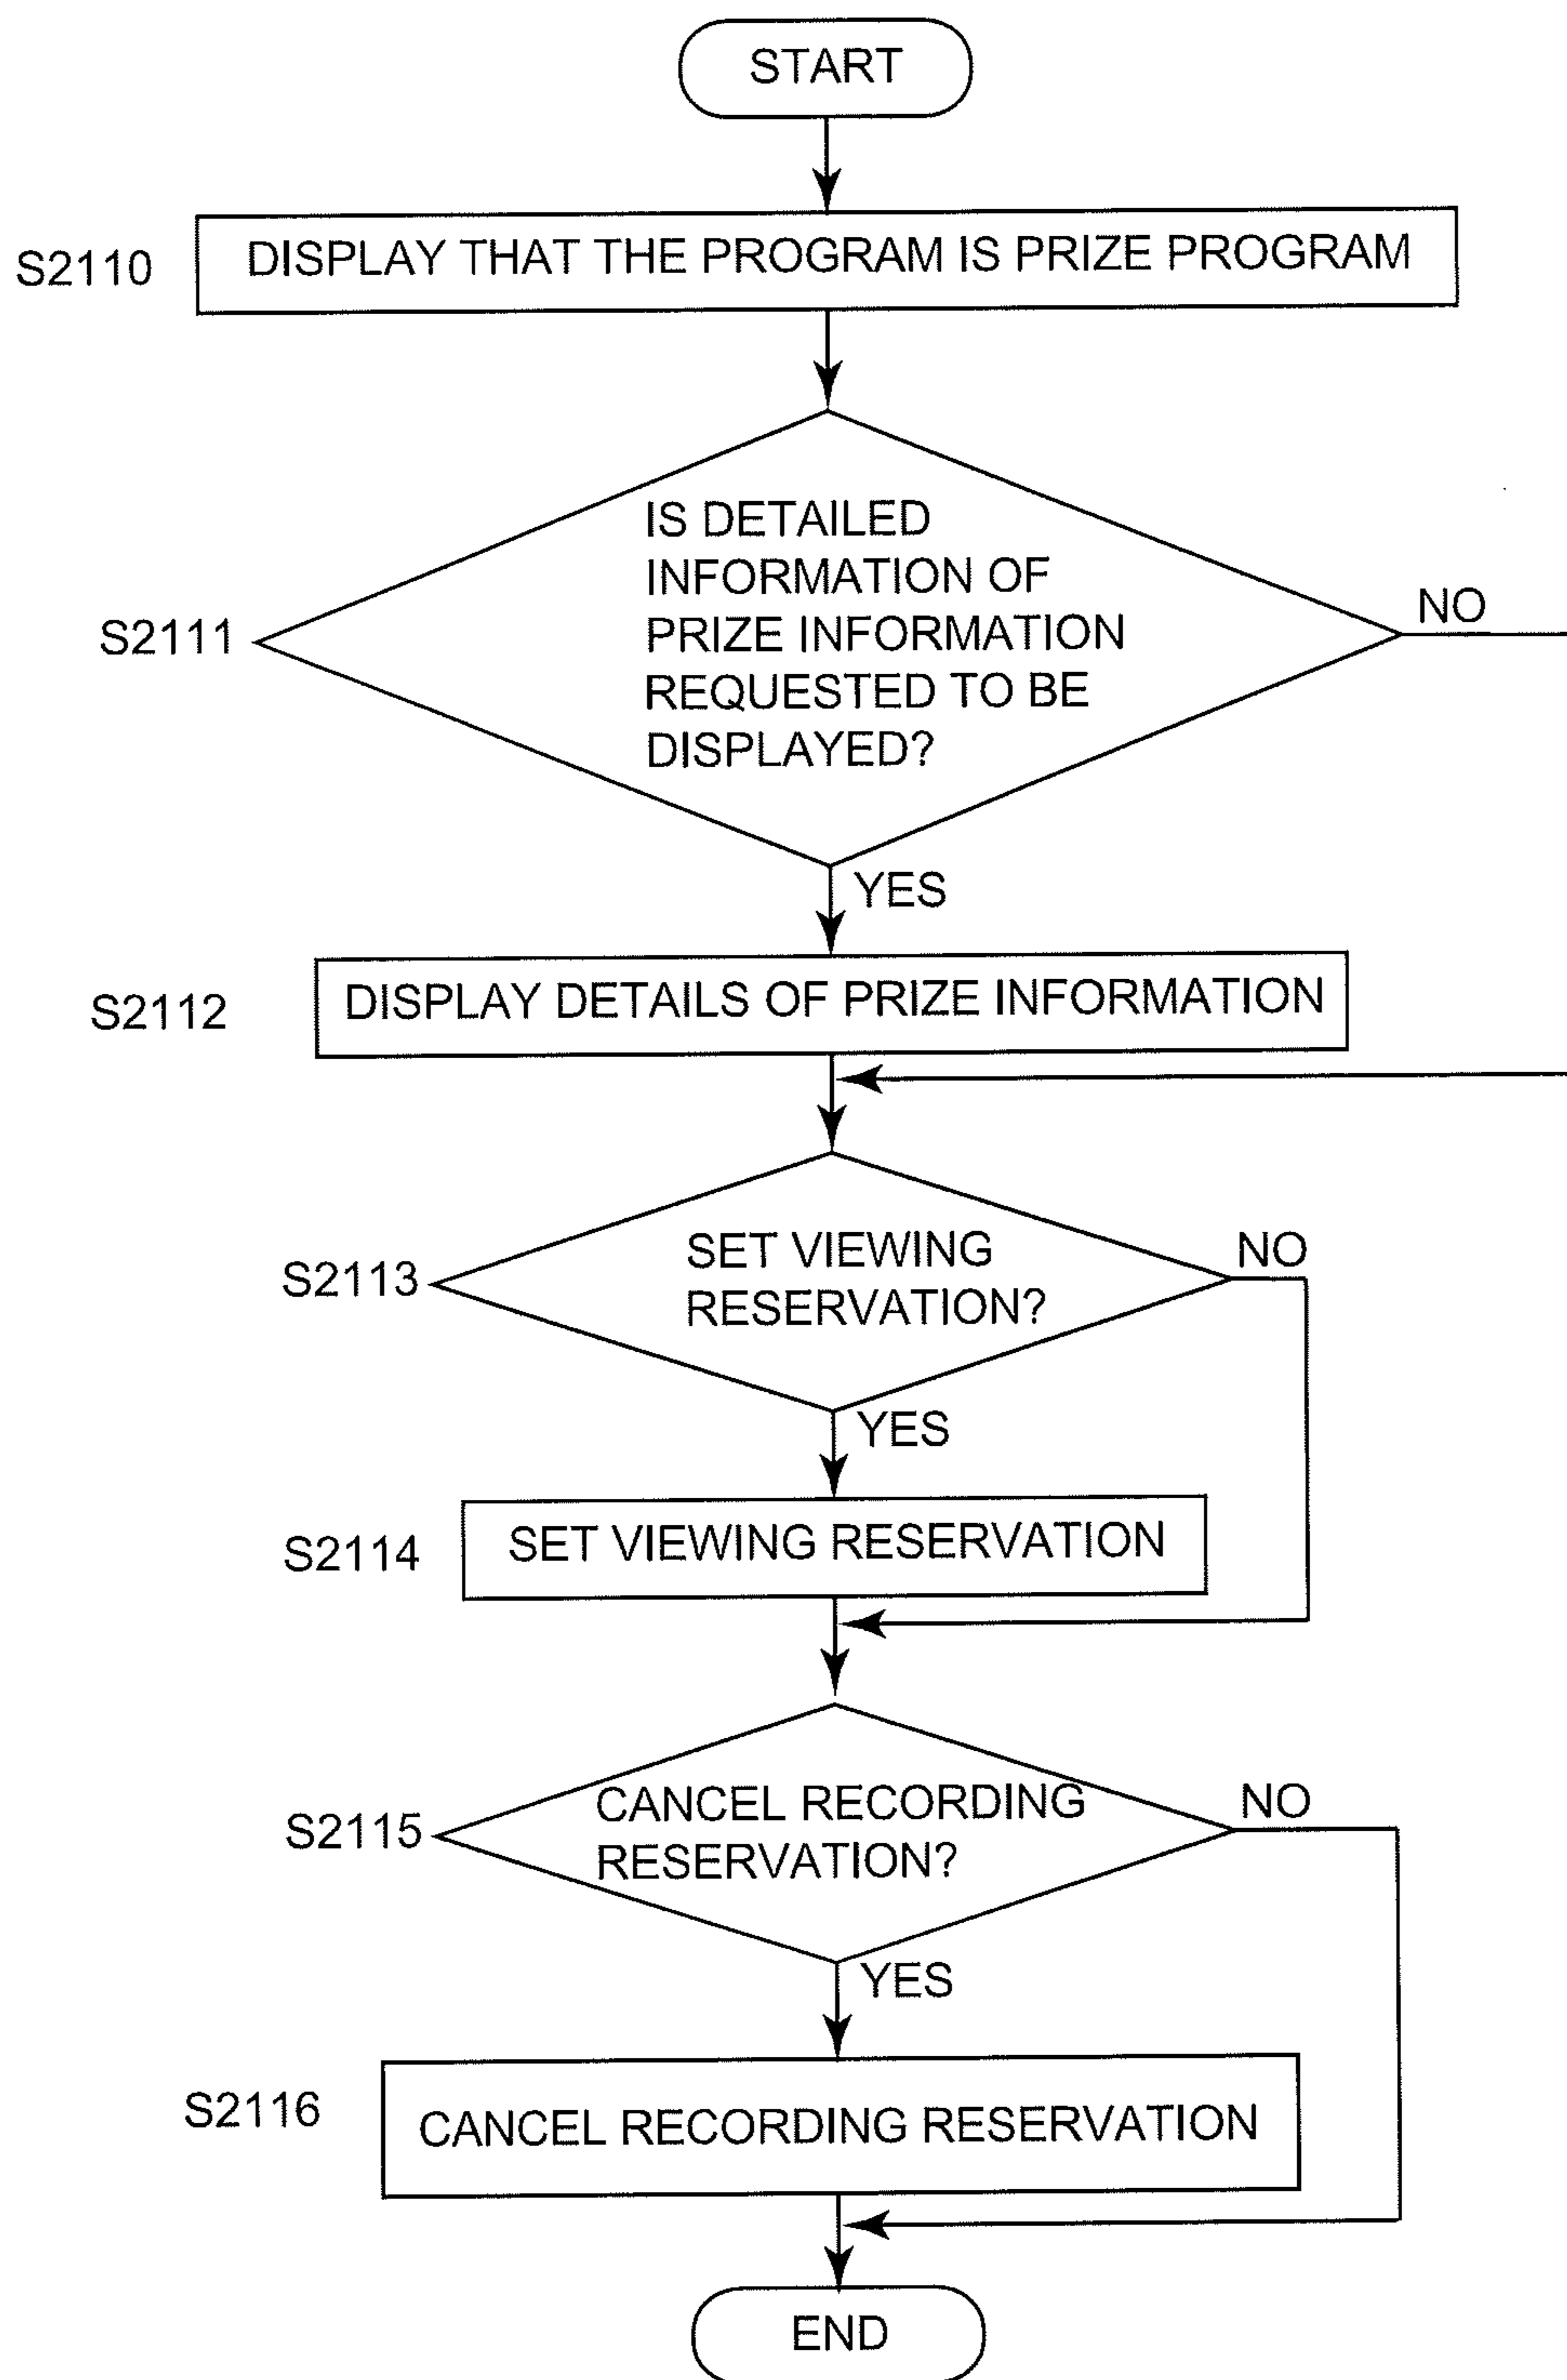 START
S2110
DISPLAY THAT THE PROGRAM IS PRIZE PROGRAM
S2111
IS DETAILED
INFORMATION OF
PRIZE INFORMATION
REQUESTED TO BE
DISPLAYED?
NO
YES
S2112
DISPLAY DETAILS OF PRIZE INFORMATION
S2113
SET VIEWING
RESERVATION?
NO
YES
S2114
SET VIEWING RESERVATION
S2115
CANCEL RECORDING
RESERVATION?
NO
YES
S2116
CANCEL RECORDING RESERVATION
END